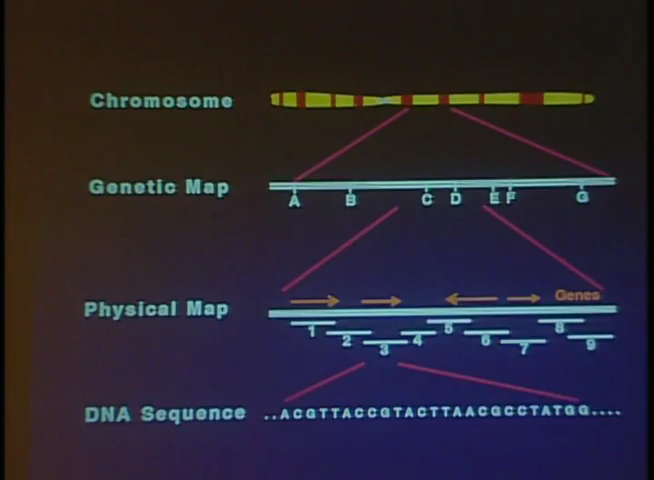 Chromosome
Genetic Map
A B C D E F G
Genes
Physical Map
1 2 3 4 5 6 7 8 9
DNA Sequence ..ACGTTACCGTACTTAACGCCTATGG....